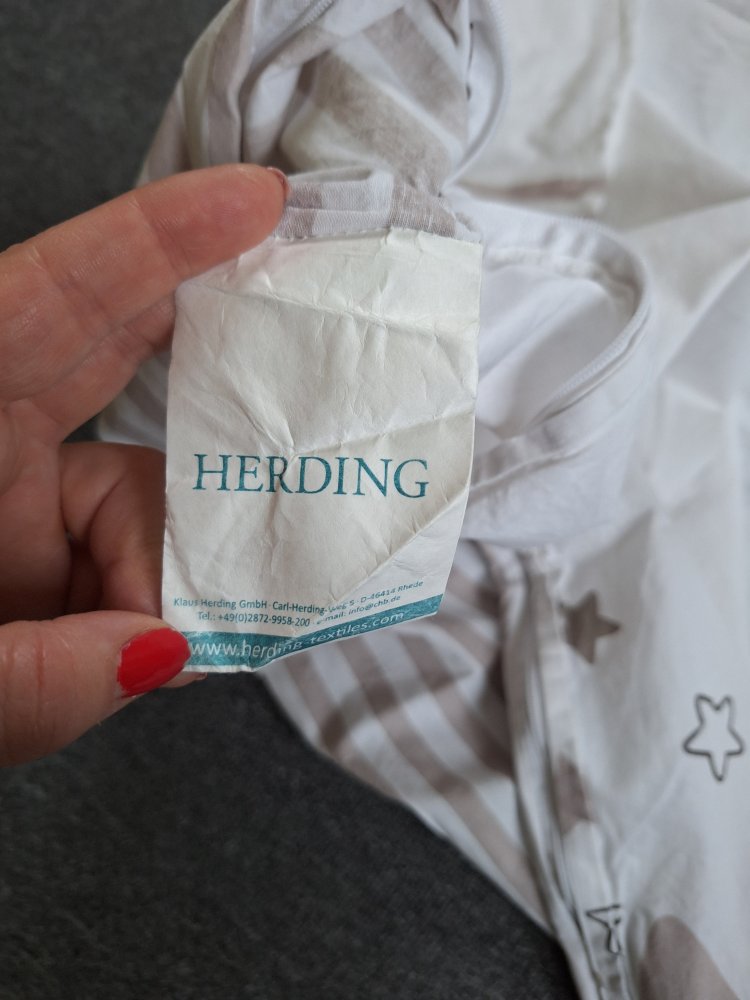 HERDING
Klaus Herding GmbH · Carl-Herding-Weg 5 · D-46414 Rhede
Tel.: +49(0)2872-9958-200 · e-mail: info@chb.de
www.herding-textiles.com